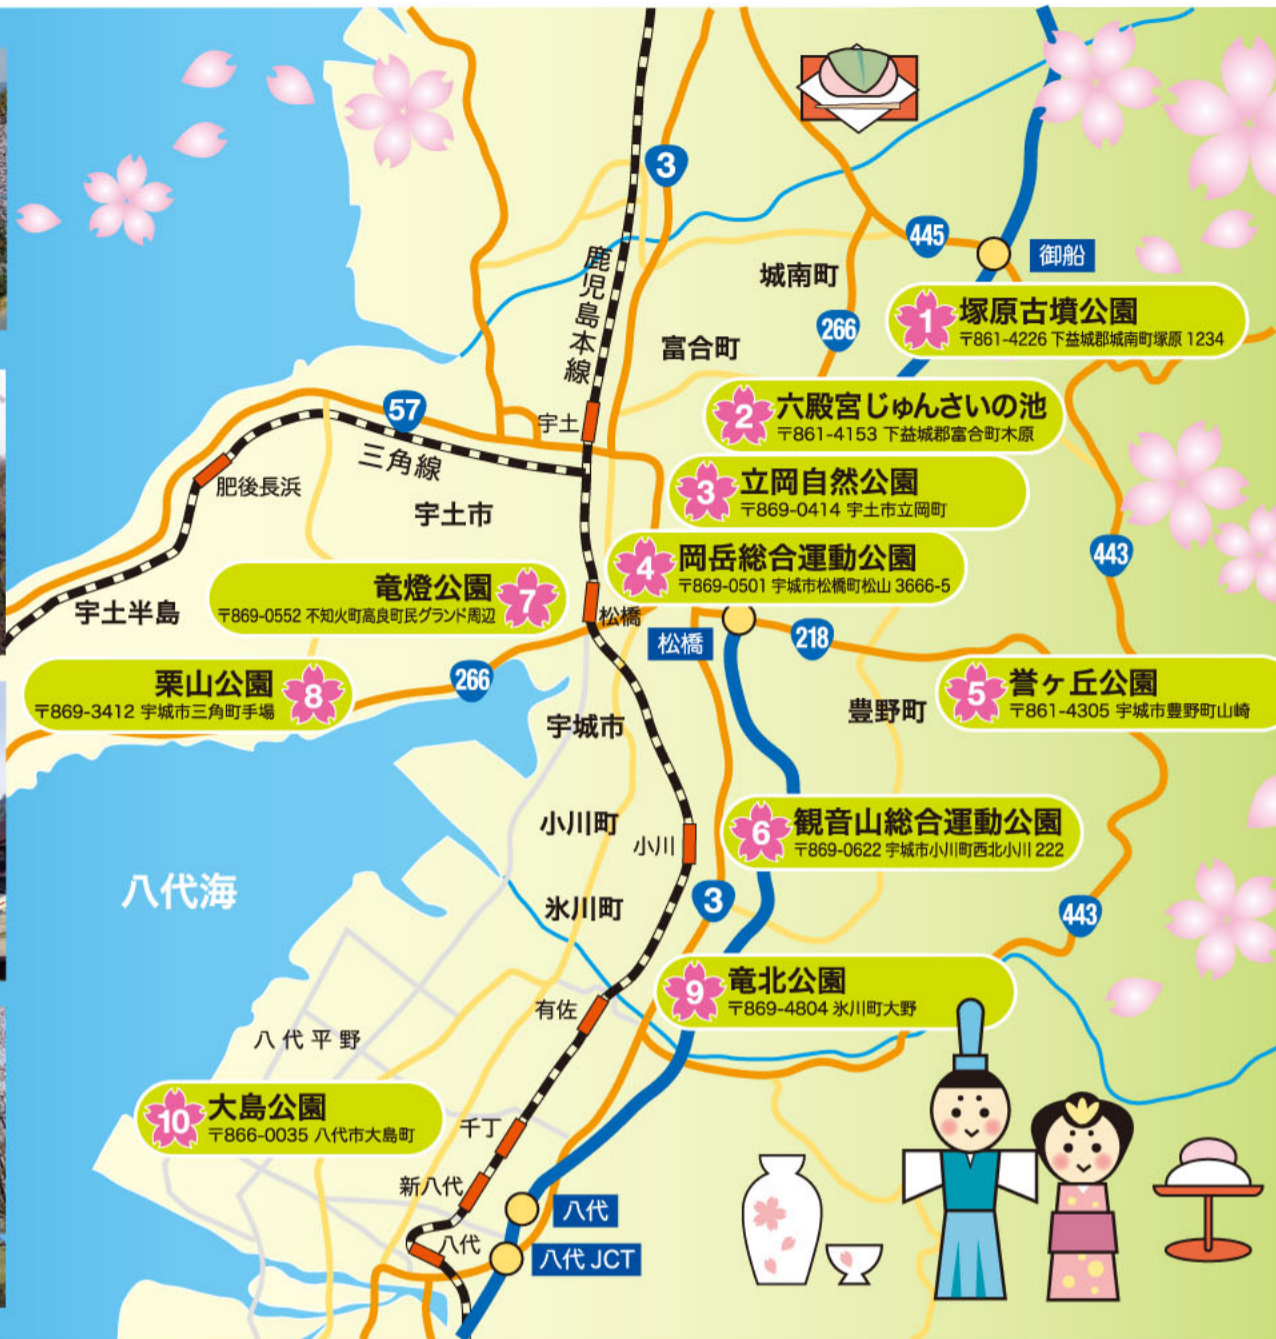 3
445
御船
鹿児島本線
城南町
266
富合町
1 塚原古墳公園
〒861-4226 下益城郡城南町塚原 1234
57
宇土
2 六殿宮じゅんさいの池
〒861-4153 下益城郡富合町木原
三角線
肥後長浜
宇土市
3 立岡自然公園
〒869-0414 宇土市立岡町
443
4 岡岳総合運動公園
〒869-0501 宇城市松橋町松山 3666-5
竜燈公園 7
〒869-0552 不知火町高良町民グランド周辺
宇土半島
松橋
松橋
218
栗山公園 8
〒869-3412 宇城市三角町手場
266
5 誉ヶ丘公園
〒861-4305 宇城市豊野町山崎
豊野町
宇城市
小川町
小川
6 観音山総合運動公園
〒869-0622 宇城市小川町西北小川 222
八代海
氷川町
3
443
9 竜北公園
〒869-4804 氷川町大野
有佐
八代平野
10 大島公園
〒866-0035 八代市大島町
千丁
新八代
八代
八代
八代 JCT